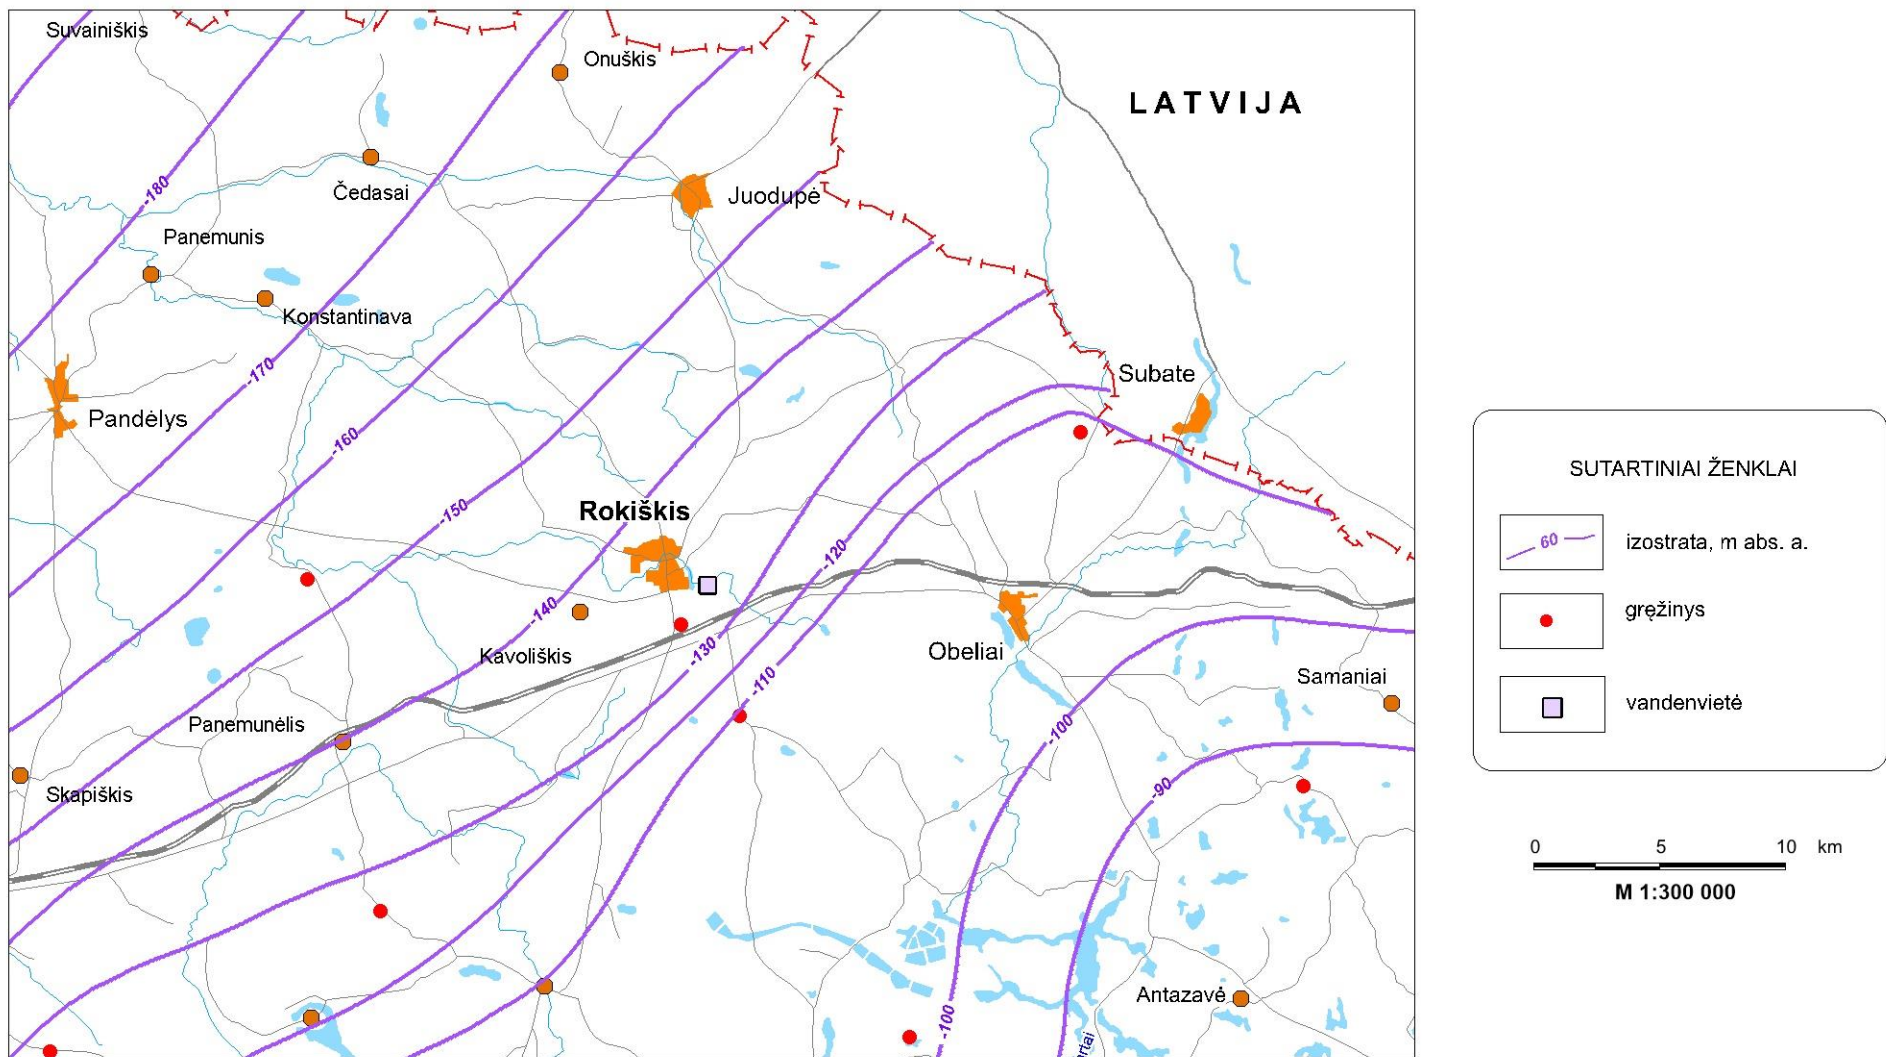 Suvainiškis
Onuškis
LATVIJA
Čedasai
Juodupė
-180
Panemunis
Konstantinava
-170
Subate
Pandėlys
-160
-150
Rokiškis
-120
-140
Kavoliškis
-130
Obeliai
-110
Samaniai
Panemunėlis
-100
Skapiškis
-90
Antazavė
-100
SUTARTINIAI ŽENKLAI
60
izostrata, m abs. a.
gręžinys
vandenvietė
0 5 10 km
M 1:300 000